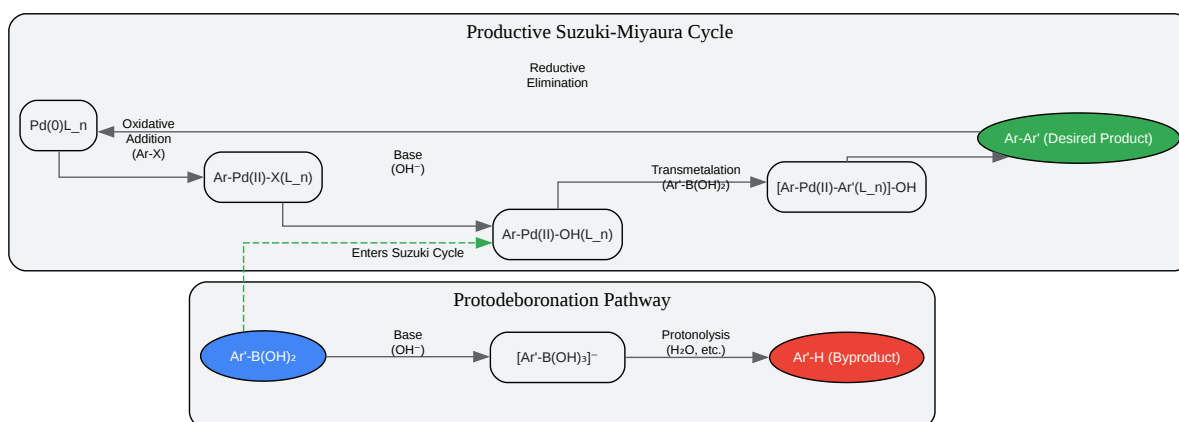 Productive Suzuki-Miyaura Cycle
Reductive
Elimination
Pd(0)L_n
Oxidative
Addition
(Ar-X)
Ar-Ar' (Desired Product)
Base
(OH⁻)
Ar-Pd(II)-X(L_n)
Transmetalation
(Ar'-B(OH)₂)
[Ar-Pd(II)-Ar'(L_n)]-OH
Ar-Pd(II)-OH(L_n)
Enters Suzuki Cycle
Protodeboronation Pathway
Ar'-B(OH)₂
Base
(OH⁻)
[Ar'-B(OH)₃]⁻
Protonolysis
(H₂O, etc.)
Ar'-H (Byproduct)